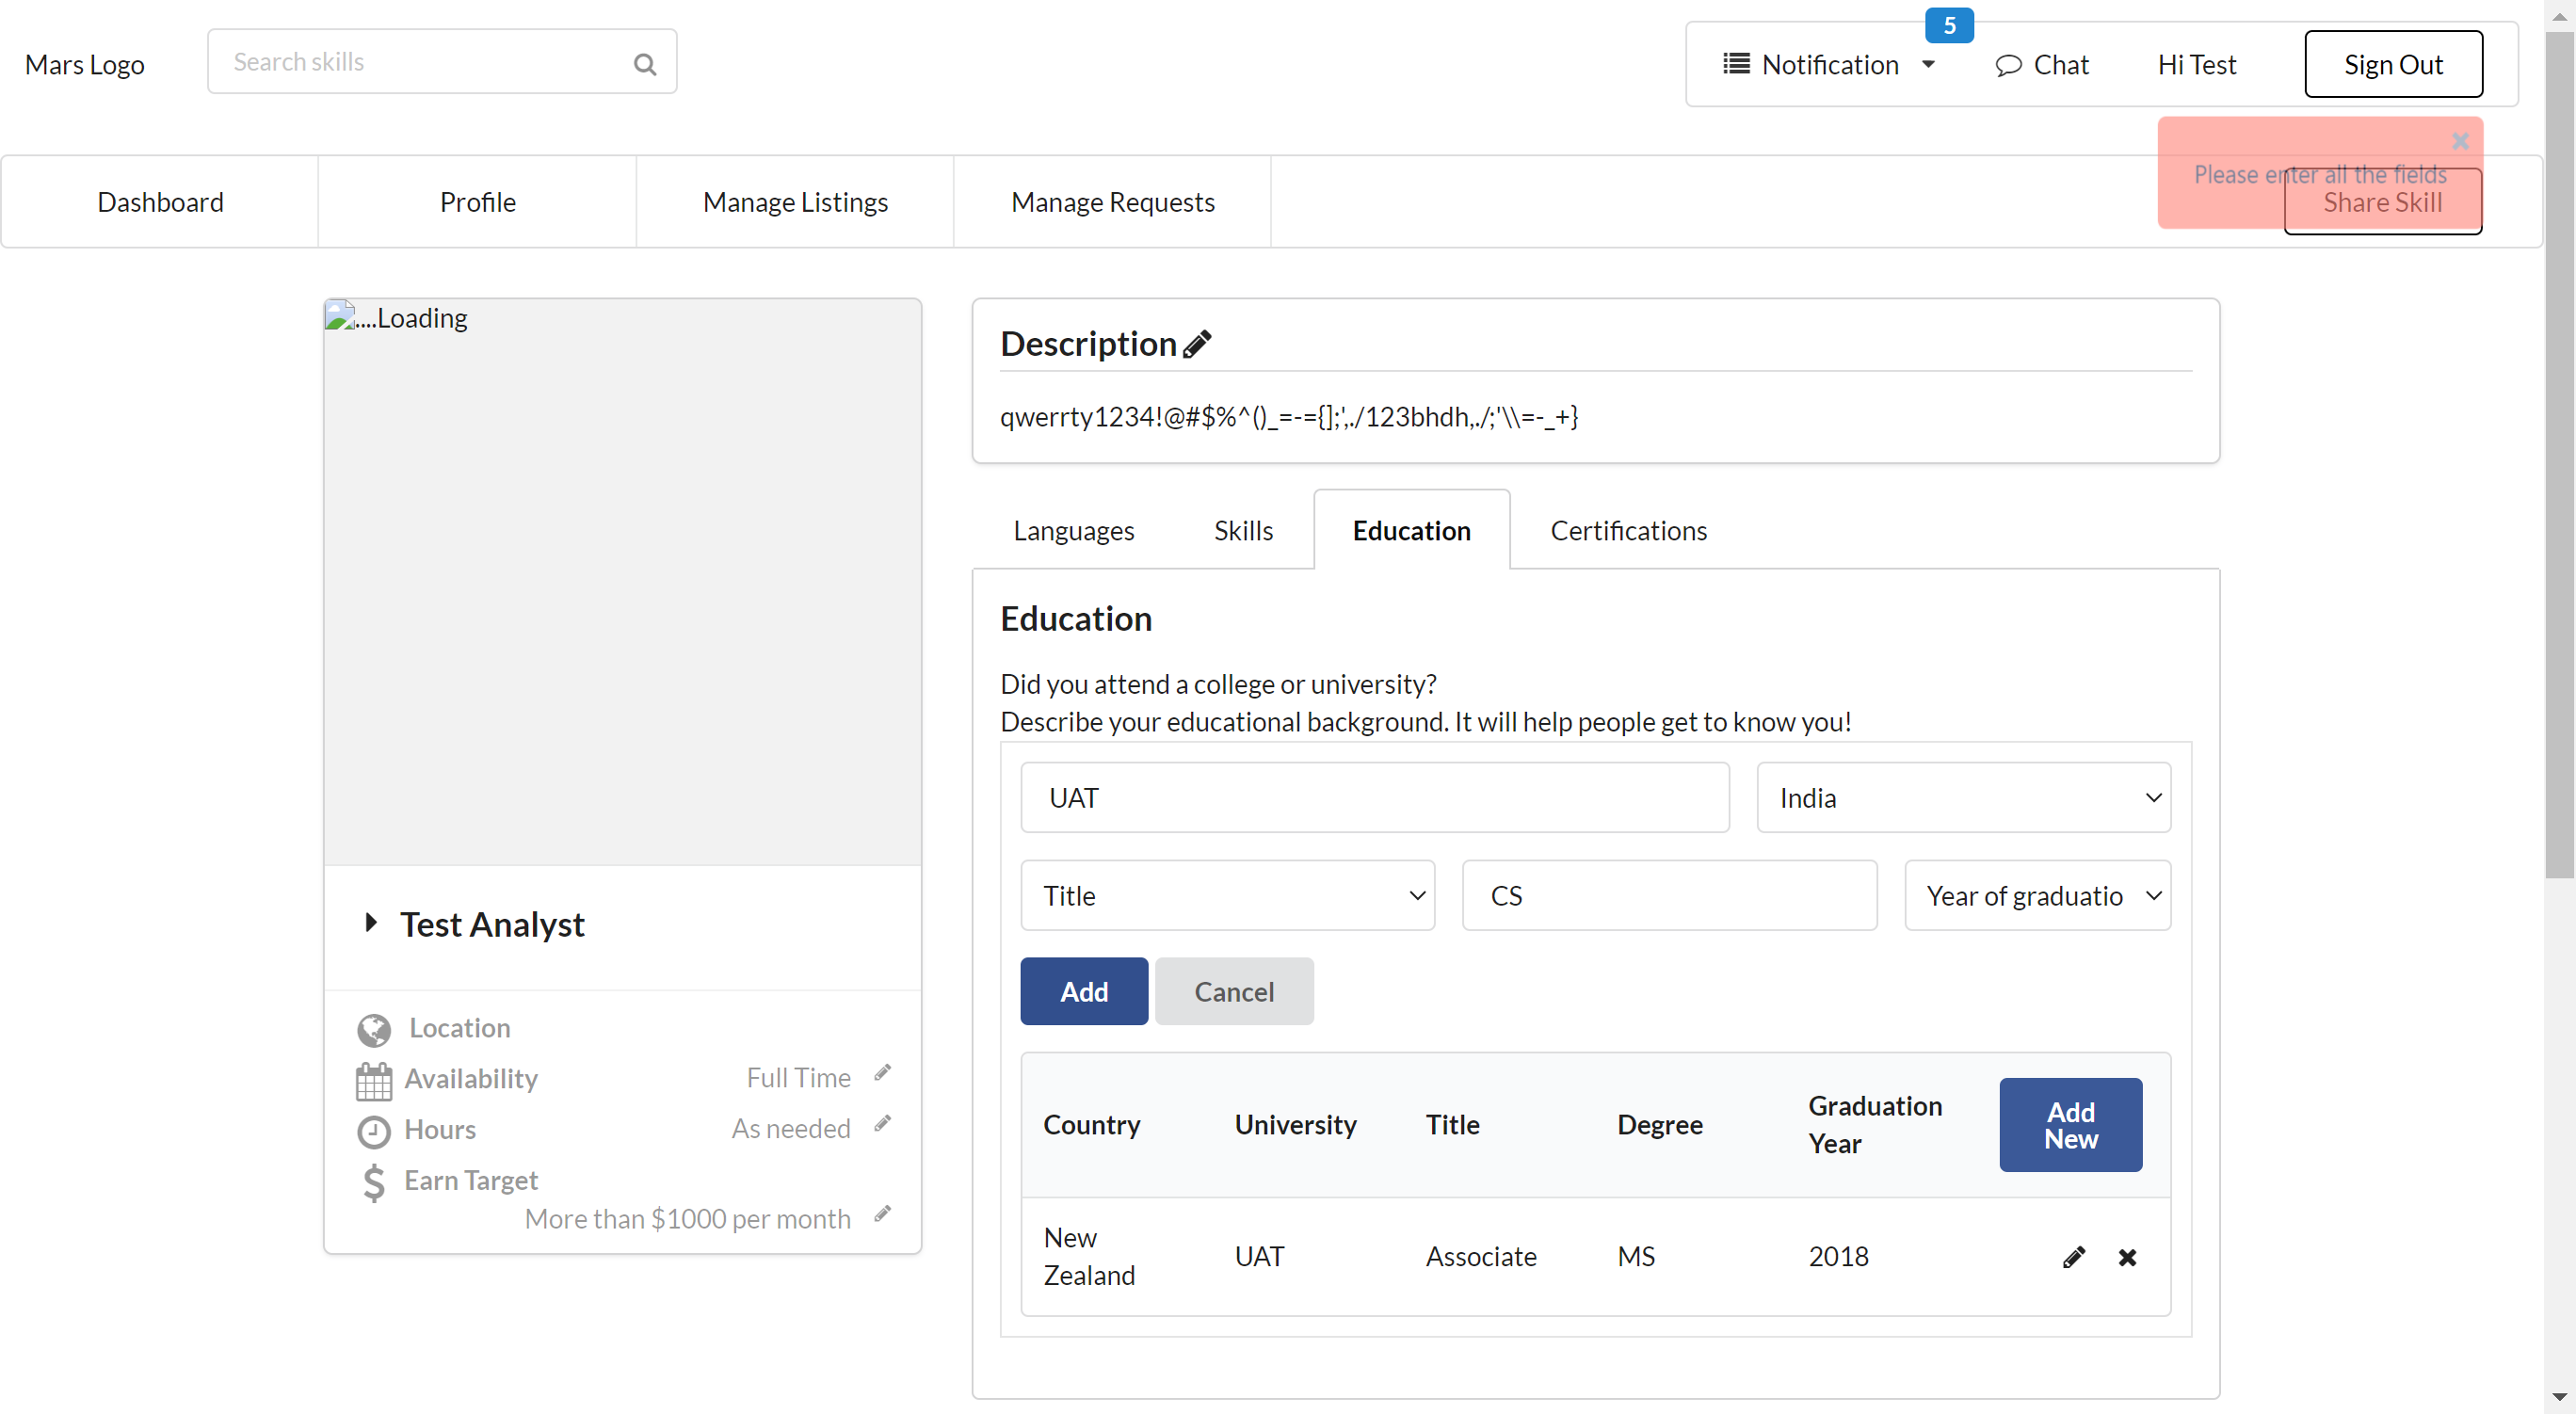 Mars Logo
Search skills
5
Notification
Chat
Hi Test
Sign Out
Please enter all the fields
Dashboard
Profile
Manage Listings
Manage Requests
Share Skill
....Loading
Description
qwerrty1234!@#$%^()_=-={];',./123bhdh,./;'\\=-_+}
Languages
Skills
Education
Certifications
Education
Did you attend a college or university?
Describe your educational background. It will help people get to know you!
UAT
India
Title
CS
Year of graduatio
Add
Cancel
Test Analyst
Location
Availability
Full Time
Hours
As needed
Earn Target
More than $1000 per month
Country
University
Title
Degree
Graduation
Year
Add
New
New
Zealand
UAT
Associate
MS
2018